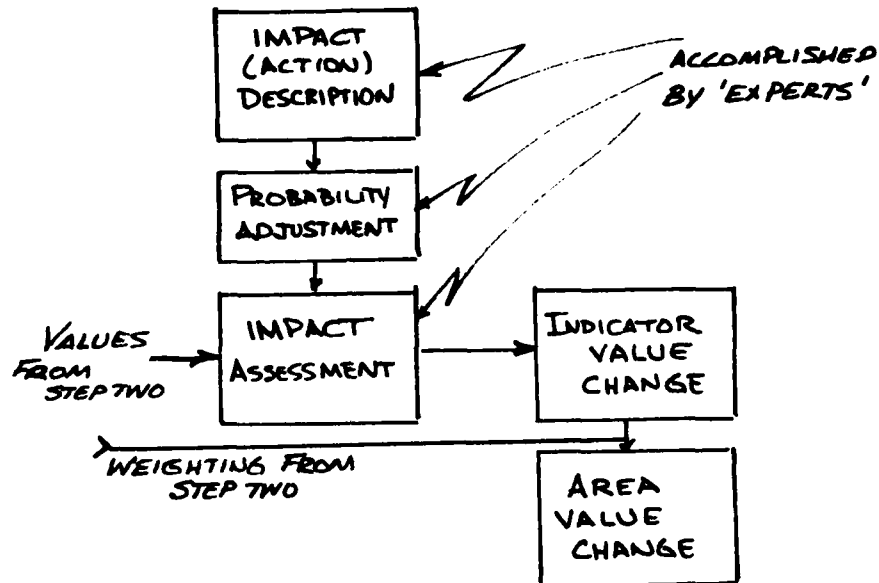 IMPACT
(ACTION)
DESCRIPTION
ACCOMPLISHED
BY 'EXPERTS'
PROBABILITY
ADJUSTMENT
VALUES
FROM
STEP TWO
IMPACT
ASSESSMENT
INDICATOR
VALUE
CHANGE
WEIGHTING FROM
STEP TWO
AREA
VALUE
CHANGE